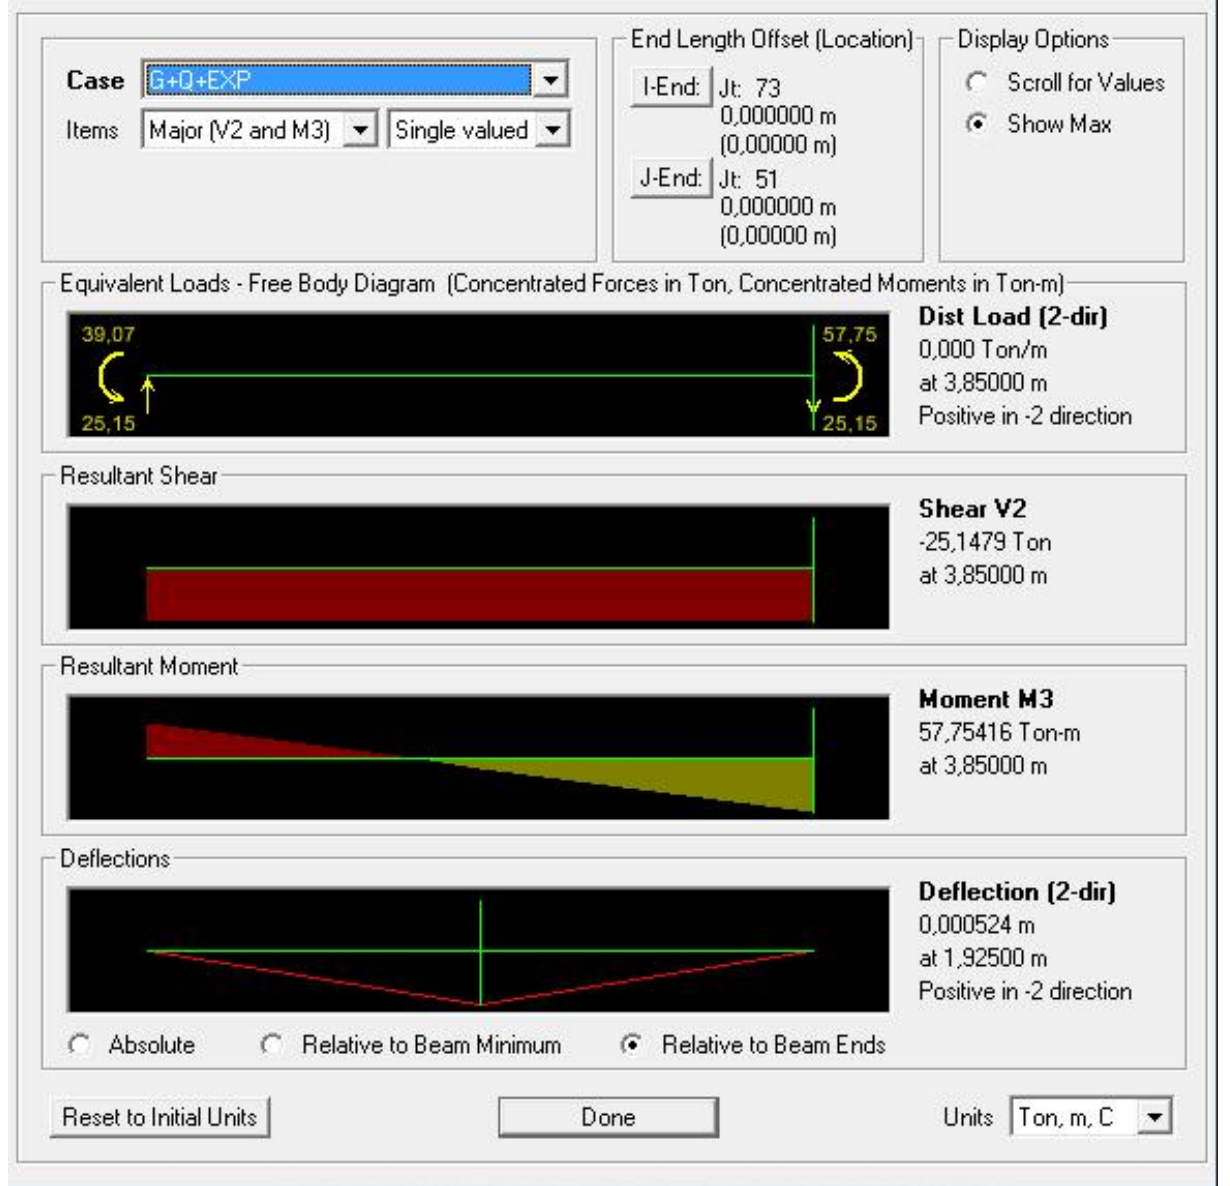 Case G+Q+EXP
Items Major (V2 and M3) Single valued
End Length Offset (Location)
I-End: Jt: 73
0,000000 m
(0,00000 m)
J-End: Jt: 51
0,000000 m
(0,00000 m)
Display Options
Scroll for Values
Show Max
Equivalent Loads - Free Body Diagram (Concentrated Forces in Ton, Concentrated Moments in Ton-m)
39,07
57,75
25,15
25,15
Dist Load (2-dir)
0,000 Ton/m
at 3,85000 m
Positive in -2 direction
Resultant Shear
Shear V2
-25,1479 Ton
at 3,85000 m
Resultant Moment
Moment M3
57,75416 Ton-m
at 3,85000 m
Deflections
Deflection (2-dir)
0,000524 m
at 1,92500 m
Positive in -2 direction
Absolute Relative to Beam Minimum Relative to Beam Ends
Reset to Initial Units Done Units Ton, m, C